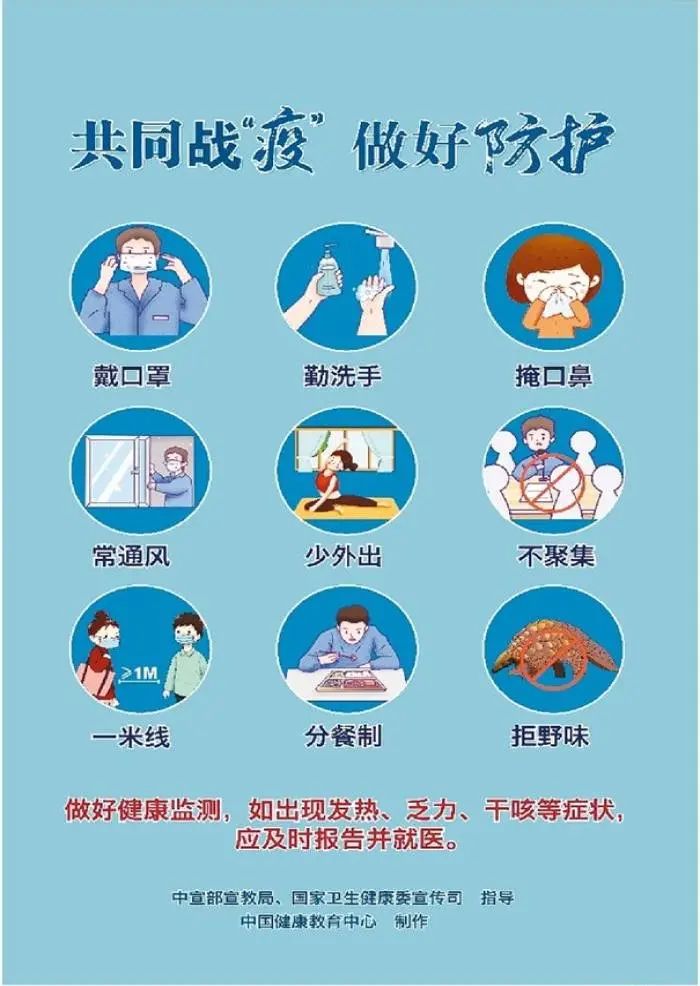 共同战“疫” 做好防护
戴口罩
勤洗手
掩口鼻
常通风
少外出
不聚集
≥1M
一米线
分餐制
拒野味
做好健康监测，如出现发热、乏力、干咳等症状，
应及时报告并就医。
中宣部宣教局、国家卫生健康委宣传司 指导
中国健康教育中心 制作